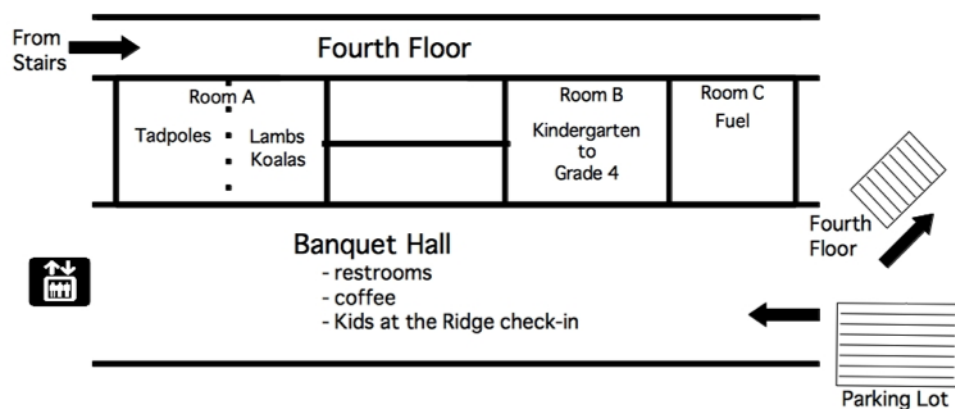 From
Stairs
Fourth Floor
Room A
Tadpoles
Lambs
Koalas
Room B
Kindergarten
to
Grade 4
Room C
Fuel
Fourth
Floor
Banquet Hall
- restrooms
- coffee
- Kids at the Ridge check-in
Parking Lot